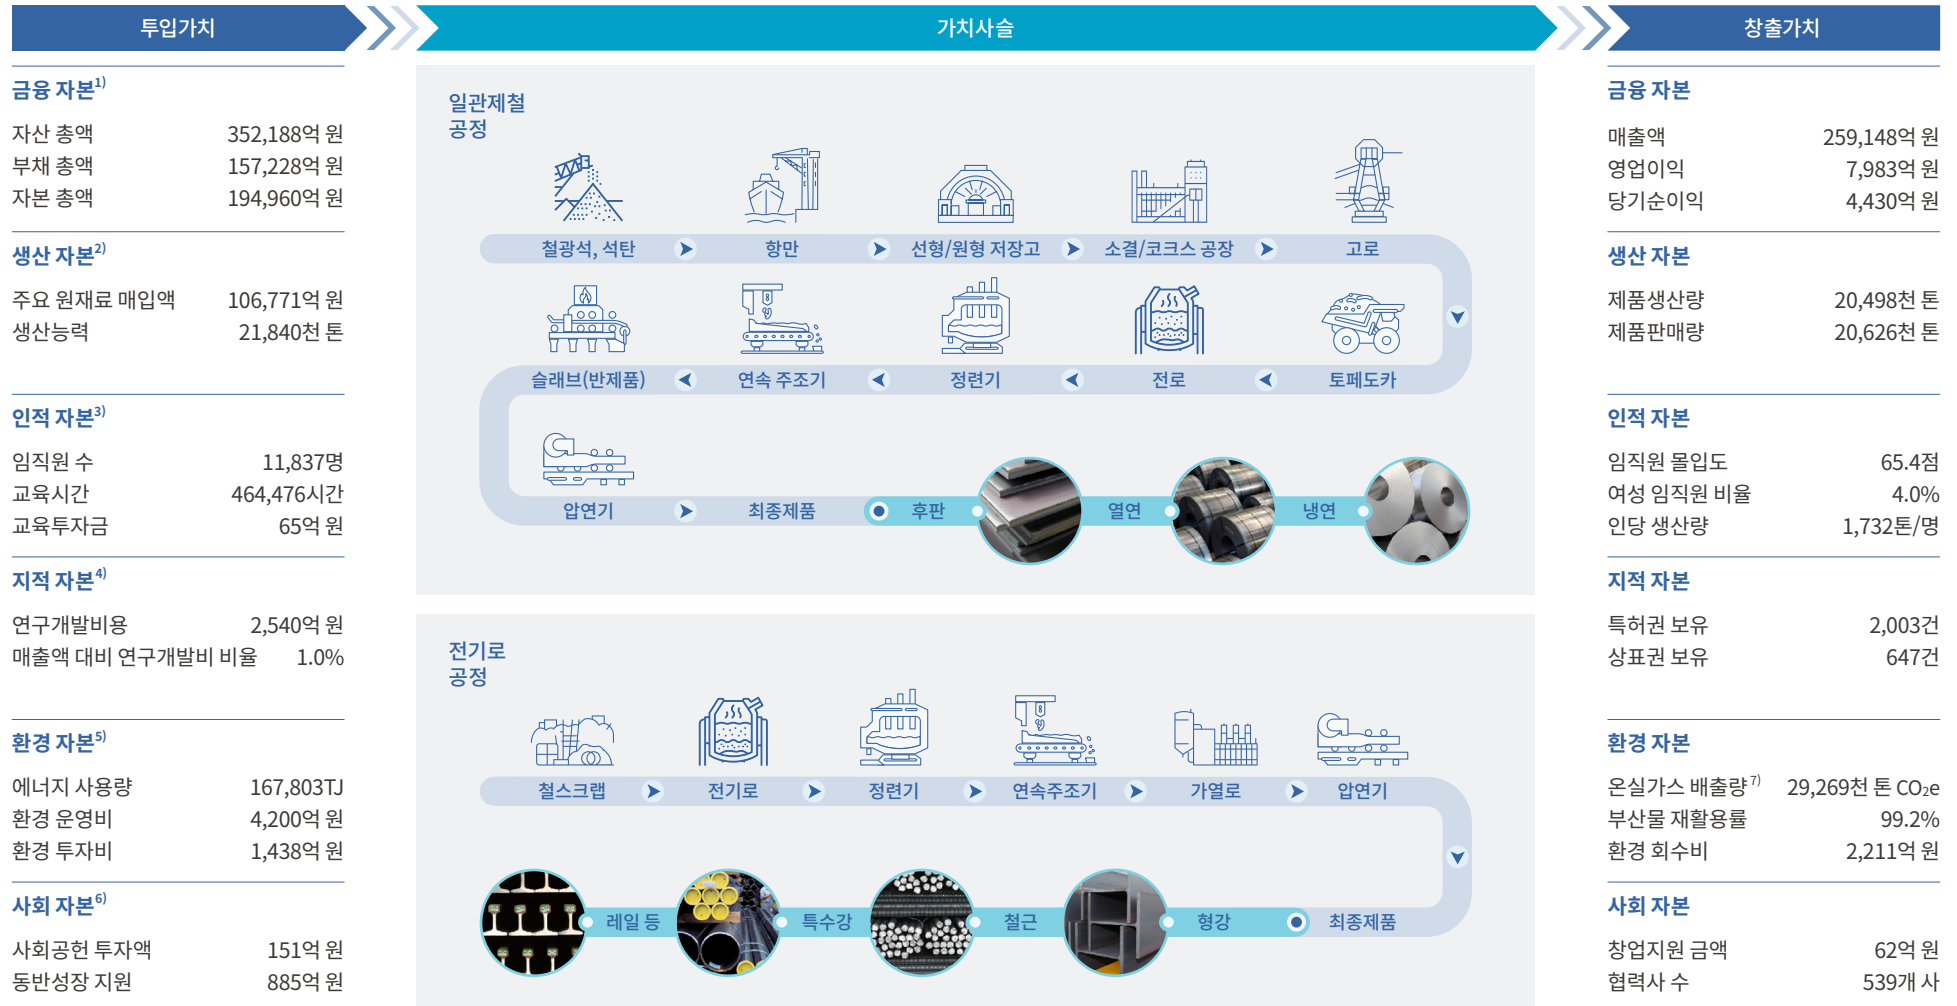 투입가치
가치사슬
창출가치
금융 자본1)
자산 총액 352,188억 원
부채 총액 157,228억 원
자본 총액 194,960억 원
생산 자본2)
주요 원재료 매입액 106,771억 원
생산능력 21,840천 톤
인적 자본3)
임직원 수 11,837명
교육시간 464,476시간
교육투자금 65억 원
지적 자본4)
연구개발비용 2,540억 원
매출액 대비 연구개발비 비율 1.0%
환경 자본5)
에너지 사용량 167,803TJ
환경 운영비 4,200억 원
환경 투자비 1,438억 원
사회 자본6)
사회공헌 투자액 151억 원
동반성장 지원 885억 원
일관제철
공정
철광석, 석탄 항만 선형/원형 저장고 소결/코크스 공장 고로
슬래브(반제품) 연속 주조기 정련기 전로 토페도카
압연기 최종제품 후판 열연 냉연
전기로
공정
철스크랩 전기로 정련기 연속주조기 가열로 압연기
레일 등 특수강 철근 형강 최종제품
금융 자본
매출액 259,148억 원
영업이익 7,983억 원
당기순이익 4,430억 원
생산 자본
제품생산량 20,498천 톤
제품판매량 20,626천 톤
인적 자본
임직원 몰입도 65.4점
여성 임직원 비율 4.0%
인당 생산량 1,732톤/명
지적 자본
특허권 보유 2,003건
상표권 보유 647건
환경 자본
온실가스 배출량7) 29,269천 톤 CO₂e
부산물 재활용률 99.2%
환경 회수비 2,211억 원
사회 자본
창업지원 금액 62억 원
협력사 수 539개 사